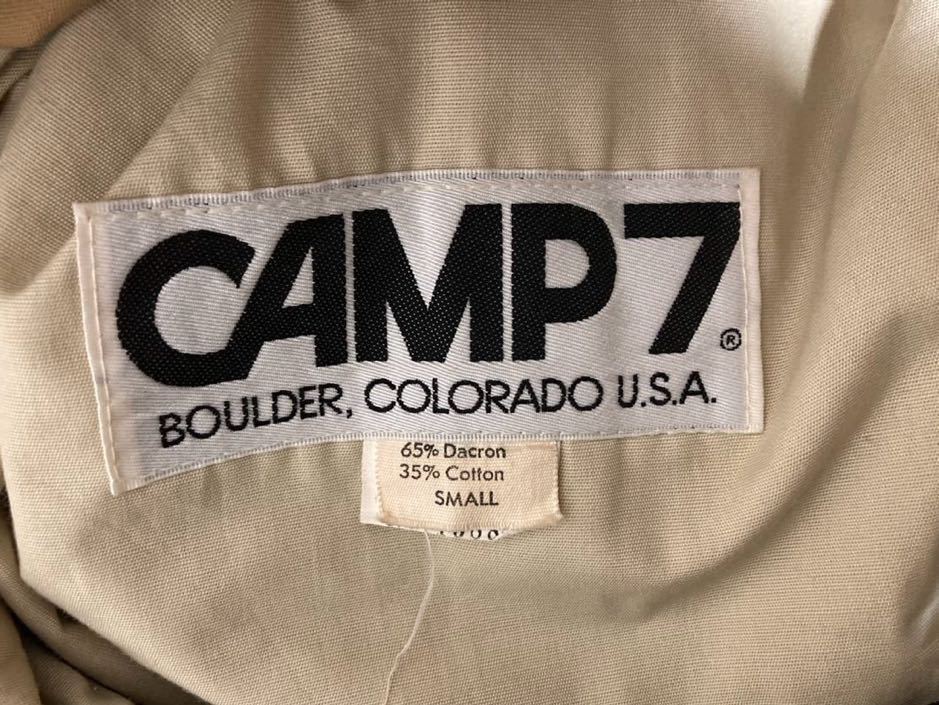 CAMP7®
BOULDER, COLORADO U.S.A.
65% Dacron
35% Cotton
SMALL